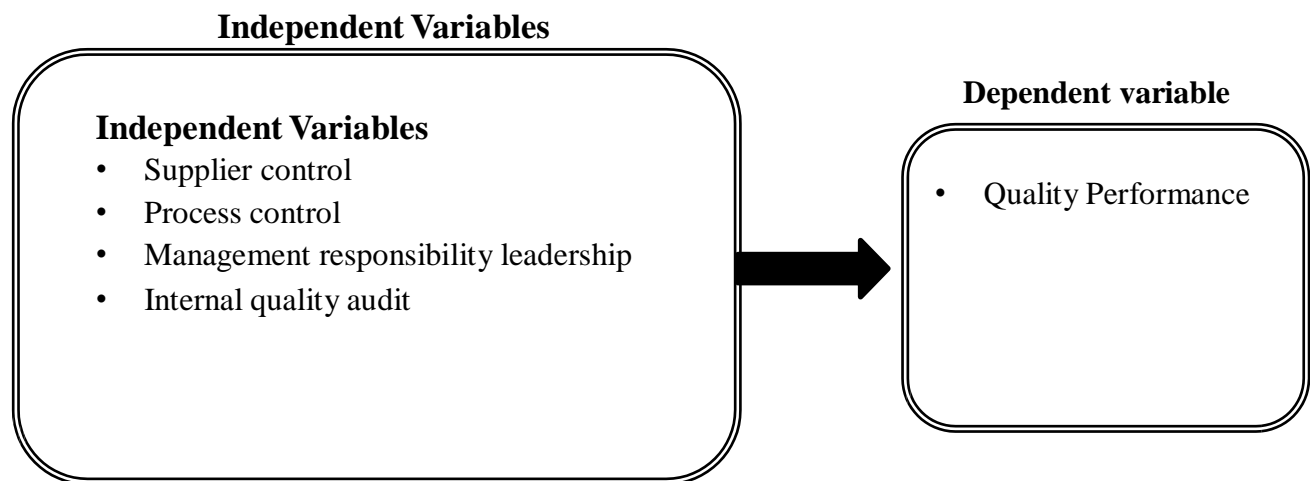 Independent Variables
Independent Variables
• Supplier control
• Process control
• Management responsibility leadership
• Internal quality audit
Dependent variable
• Quality Performance